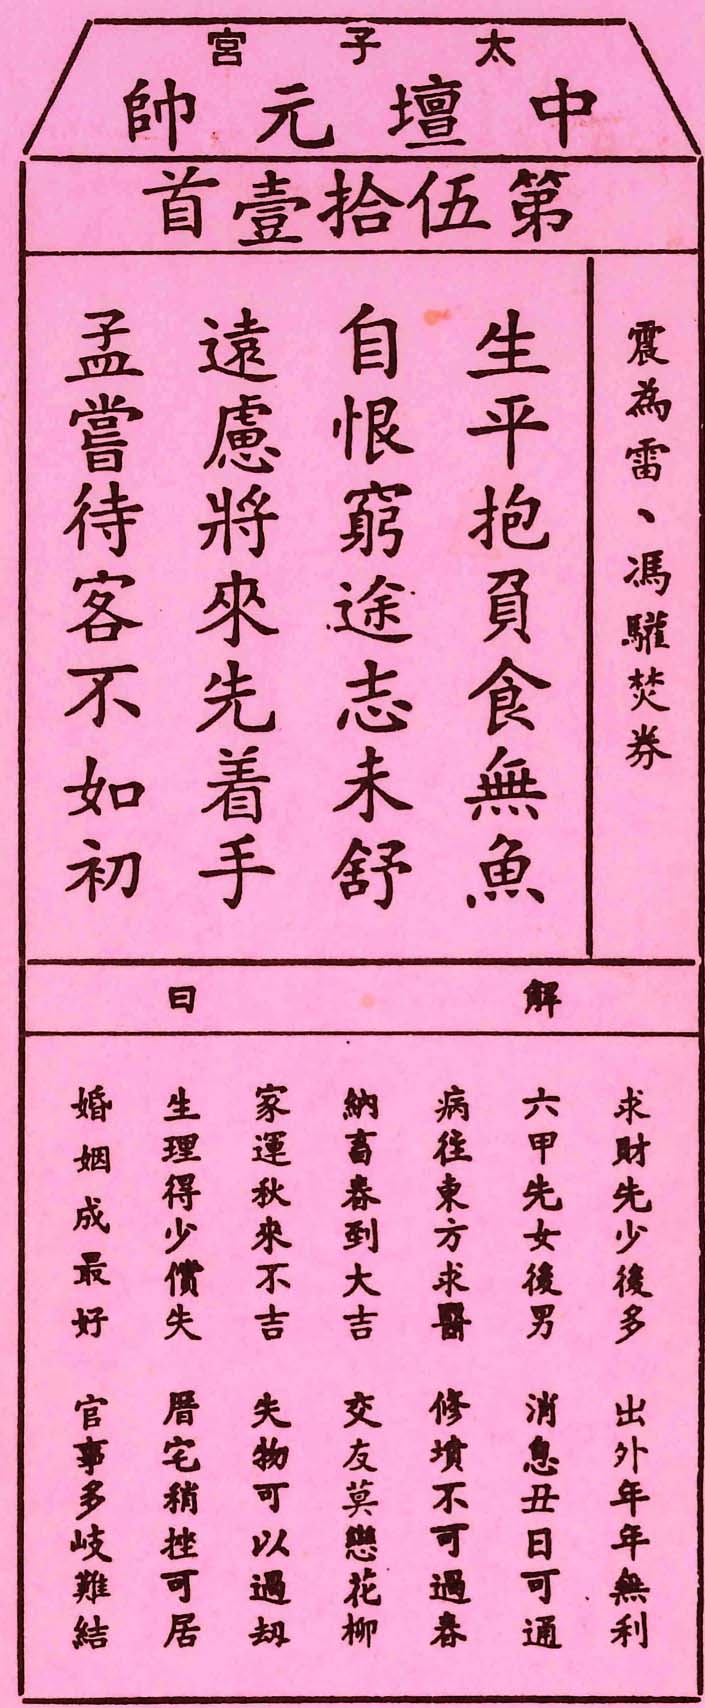 太子宮
中壇元帥
第伍拾壹首
震為雷、馮驩焚券
生平抱負食無魚
自恨窮途志未舒
遠慮將來先着手
孟嘗待客不如初
解曰
求財先少後多
六甲先女後男
病往東方求醫
納畜春到大吉
家運秋來不吉
生理得少償失
婚姻成最好
出外年年無利
消息丑日可通
修墳不可過春
交友莫戀花柳
失物可以過劫
厝宅稍挫可居
官事多岐難結